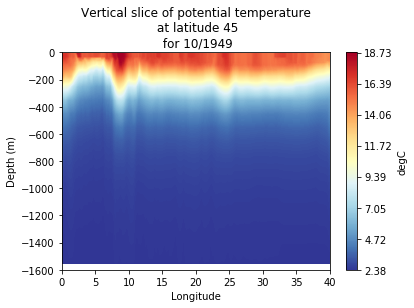 Vertical slice of potential temperature
at latitude 45
for 10/1949
0
−200
−400
−600
−800
−1000
−1200
−1400
−1600
Depth (m)
0 5 10 15 20 25 30 35 40
Longitude
18.73
16.39
14.06
11.72
9.39
7.05
4.72
2.38
degC